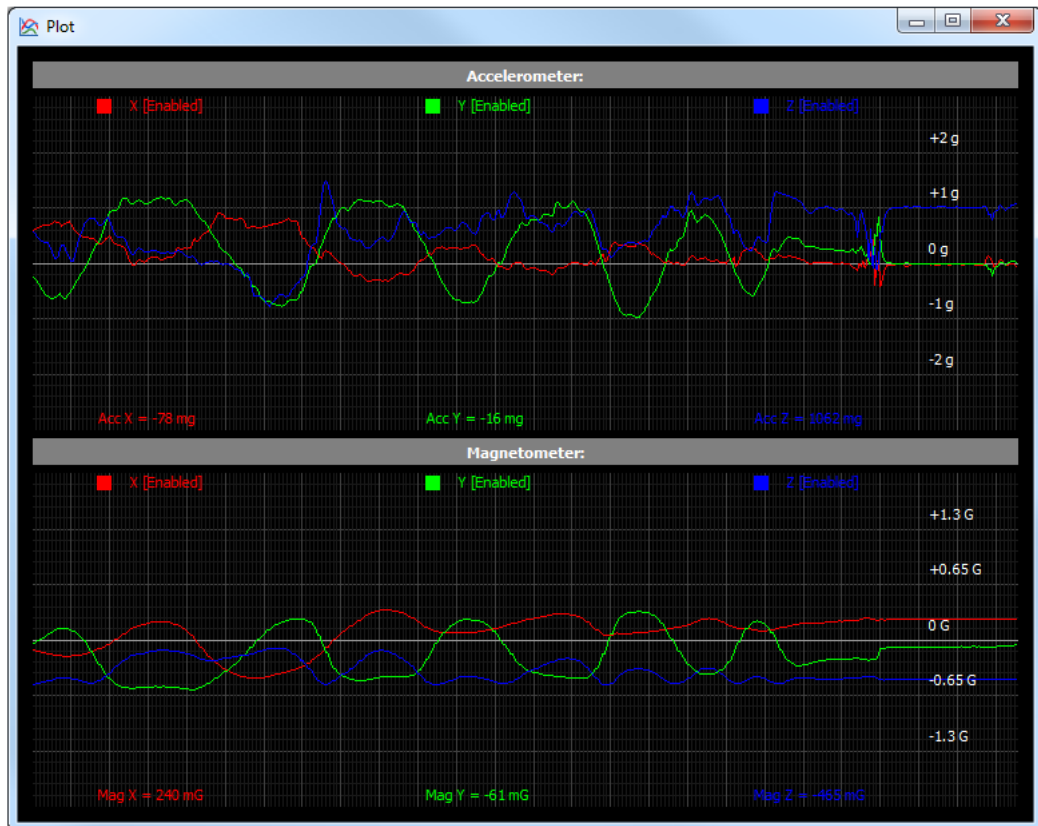 Plot
Accelerometer:
X [Enabled] Y [Enabled] Z [Enabled]
+2 g
+1 g
0 g
-1 g
-2 g
Acc X = -78 mg Acc Y = -16 mg Acc Z = 1062 mg
Magnetometer:
X [Enabled] Y [Enabled] Z [Enabled]
+1.3 G
+0.65 G
0 G
-0.65 G
-1.3 G
Mag X = 240 mG Mag Y = -61 mG Mag Z = -465 mG